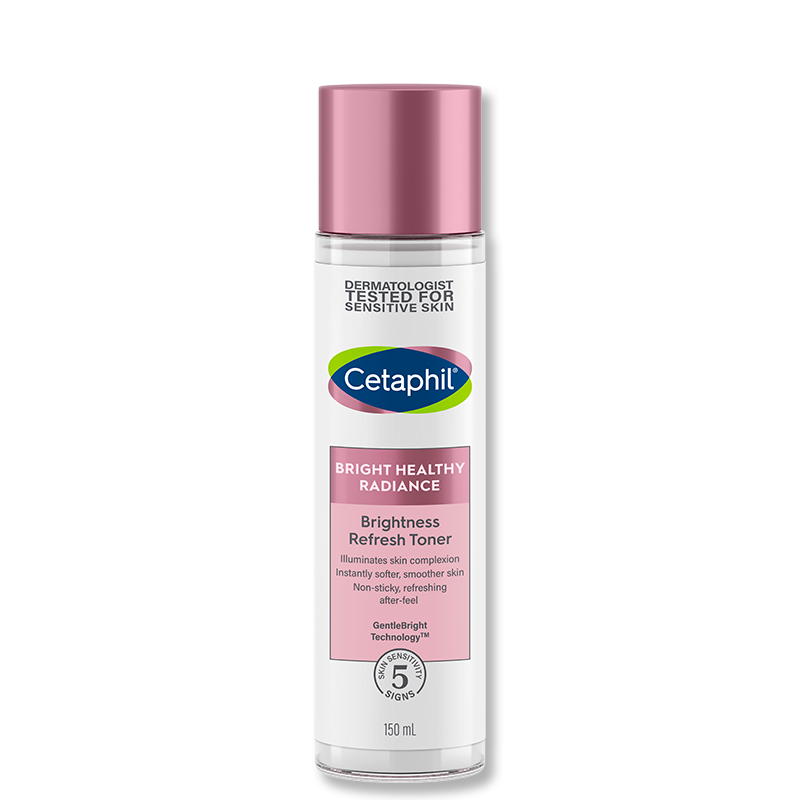 DERMATOLOGIST
TESTED FOR
SENSITIVE SKIN
Cetaphil®
BRIGHT HEALTHY
RADIANCE
Brightness
Refresh Toner
Illuminates skin complexion
Instantly softer, smoother skin
Non-sticky, refreshing
after-feel
GentleBright
Technology™
SKIN SENSITIVITY
5
SIGNS
150 mL